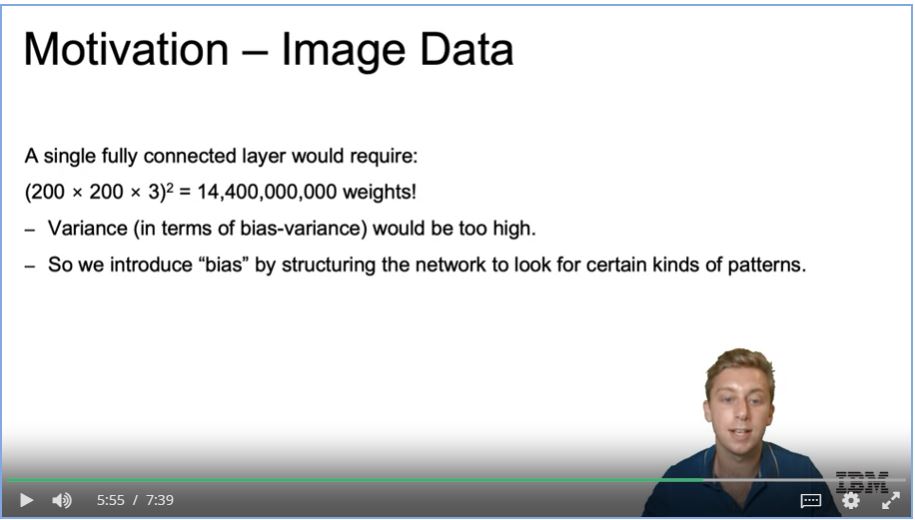 Motivation – Image Data
A single fully connected layer would require:
(200 × 200 × 3)² = 14,400,000,000 weights!
– Variance (in terms of bias-variance) would be too high.
– So we introduce “bias” by structuring the network to look for certain kinds of patterns.
IBM
5:55 / 7:39